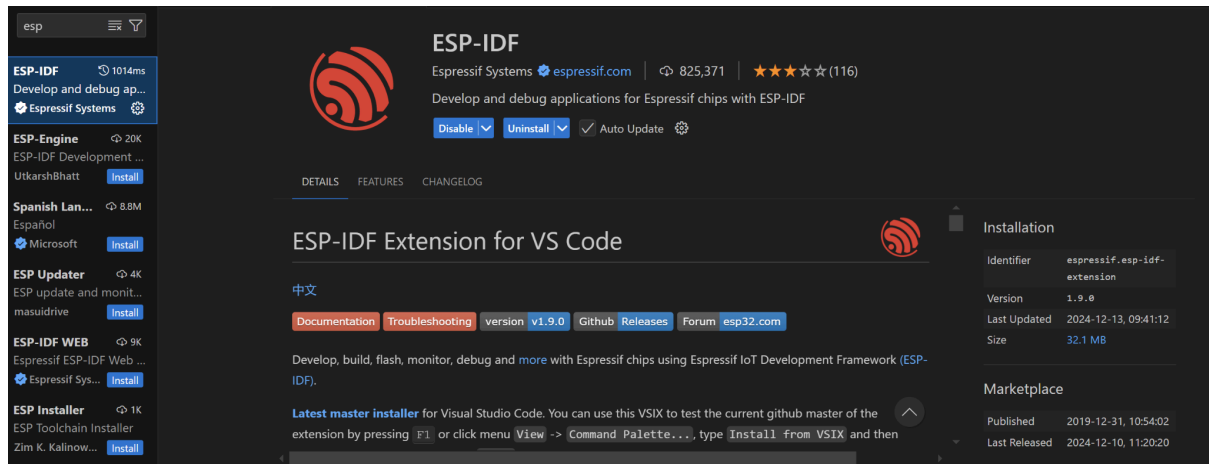 esp
ESP-IDF 1014ms
Develop and debug ap...
Espressif Systems
ESP-Engine 20K
ESP-IDF Development ...
UtkarshBhatt Install
Spanish Lan... 8.8M
Español
Microsoft Install
ESP Updater 4K
ESP update and monit...
masuidrive Install
ESP-IDF WEB 9K
Espressif ESP-IDF Web ...
Espressif Sys... Install
ESP Installer 1K
ESP Toolchain Installer
Zim K. Kalinow... Install
ESP-IDF
Espressif Systems espressif.com 825,371 (116)
Develop and debug applications for Espressif chips with ESP-IDF
Disable Uninstall Auto Update
DETAILS FEATURES CHANGELOG
ESP-IDF Extension for VS Code
中文
Documentation Troubleshooting version v1.9.0 Github Releases Forum esp32.com
Develop, build, flash, monitor, debug and more with Espressif chips using Espressif IoT Development Framework (ESP-
IDF).
Latest master installer for Visual Studio Code. You can use this VSIX to test the current github master of the
extension by pressing F1 or click menu View -> Command Palette..., type Install from VSIX and then
Installation
Identifier espressif.esp-idf-
extension
Version 1.9.0
Last Updated 2024-12-13, 09:41:12
Size 32.1 MB
Marketplace
Published 2019-12-31, 10:54:02
Last Released 2024-12-10, 11:20:20